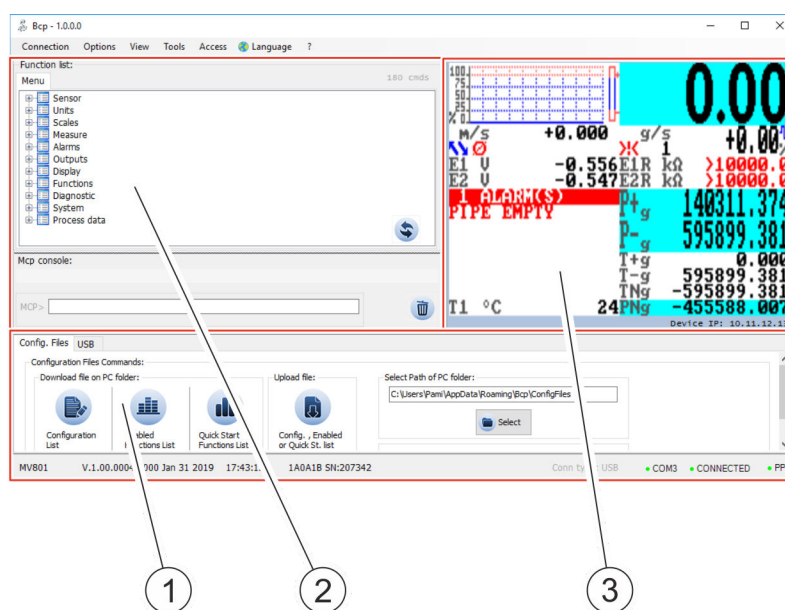 Bcp - 1.0.0.0
Connection Options View Tools Access Language ?
Function list:
Menu
180 cmds
Sensor
Units
Scales
Measure
Alarms
Outputs
Display
Functions
Diagnostic
System
Process data
Mcp console:
MCP>
100
75
50
25
% 0
0.00
m/s +0.000 g/s +0.00
1
E1 V -0.556 E1R kΩ >10000.0
E2 V -0.547 E2R kΩ >10000.0
1 ALARM(S)
PIPE EMPTY
P+g 140311.374
P-g 595899.381
T+g 0.000
T-g 595899.381
TNg -595899.381
T1 °C 24 PNg -455588.007
Device IP: 10.11.12.13
Config. Files USB
Configuration Files Commands:
Download file on PC folder:
Configuration
List
Functions List
Quick Start
Functions List
Upload file:
Config. , Enabled
or Quick St. list
Select Path of PC folder:
C:\Users\Pami\AppData\Roaming\Bcp\ConfigFiles
Select
MV801 Jan 31 2019 1A0A1B SN:207342 USB COM3 CONNECTED
1 2 3